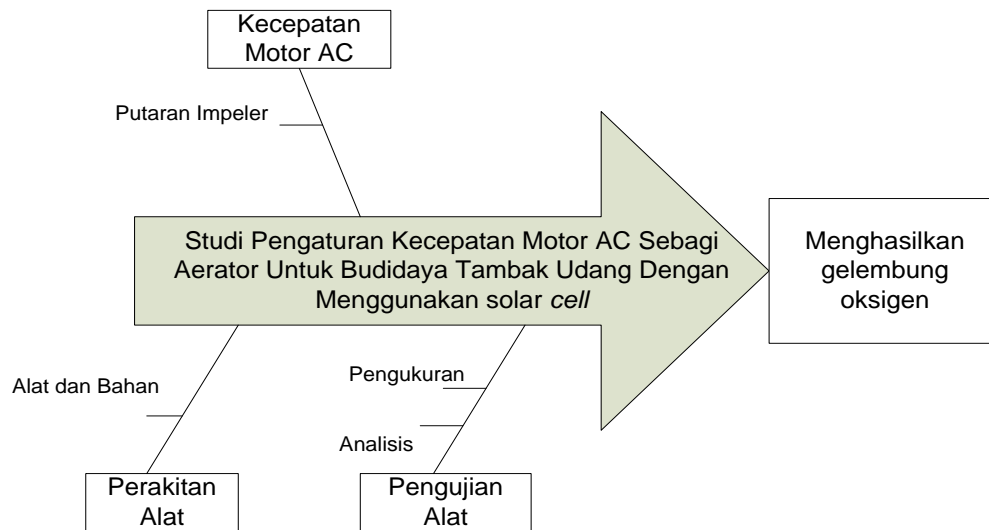 Kecepatan
Motor AC
Putaran Impeler
Studi Pengaturan Kecepatan Motor AC Sebagi
Aerator Untuk Budidaya Tambak Udang Dengan
Menggunakan solar cell
Menghasilkan
gelembung
oksigen
Alat dan Bahan
Pengukuran
Analisis
Perakitan
Alat
Pengujian
Alat